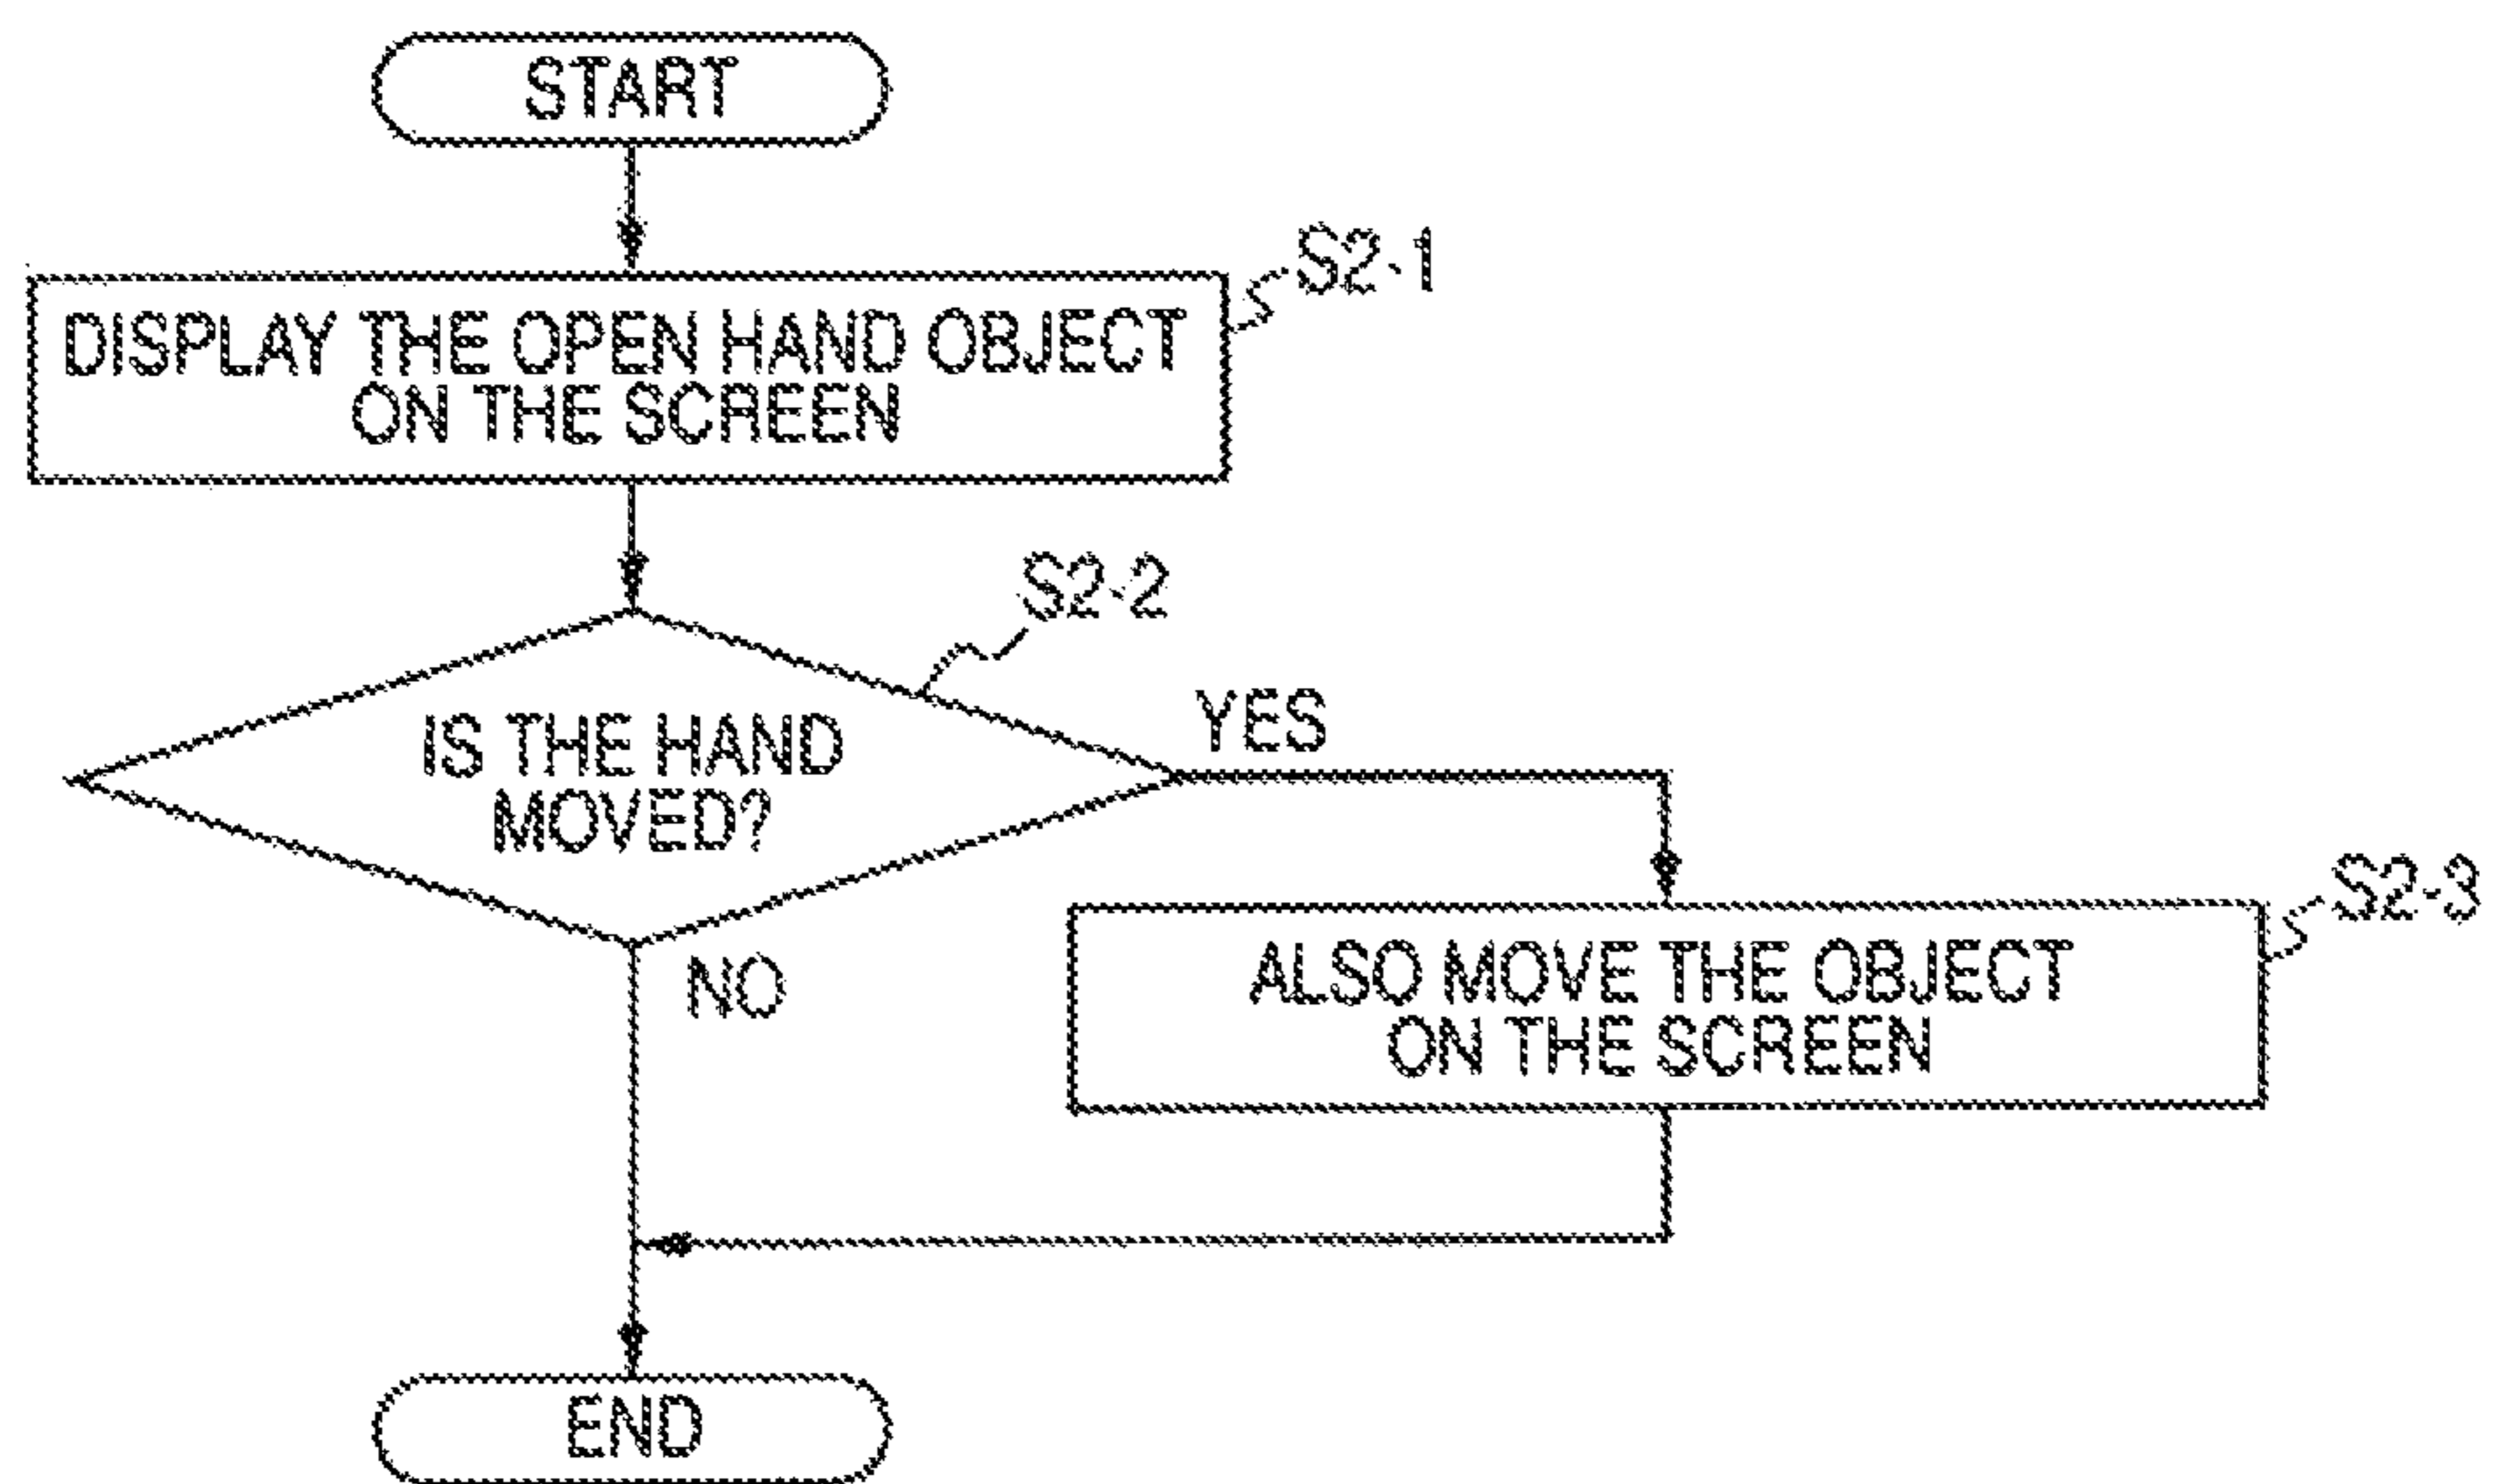 START
S2-1
DISPLAY THE OPEN HAND OBJECT
ON THE SCREEN
S2-2
IS THE HAND
MOVED?
YES
NO
S2-3
ALSO MOVE THE OBJECT
ON THE SCREEN
END